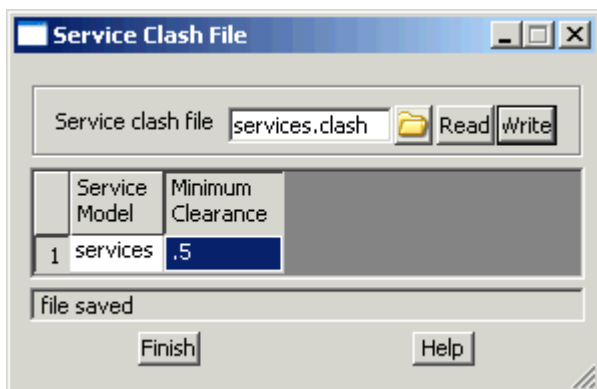 Service Clash File
Service clash file services.clash Read Write
Service Minimum
Model Clearance
1 services .5
file saved
Finish Help